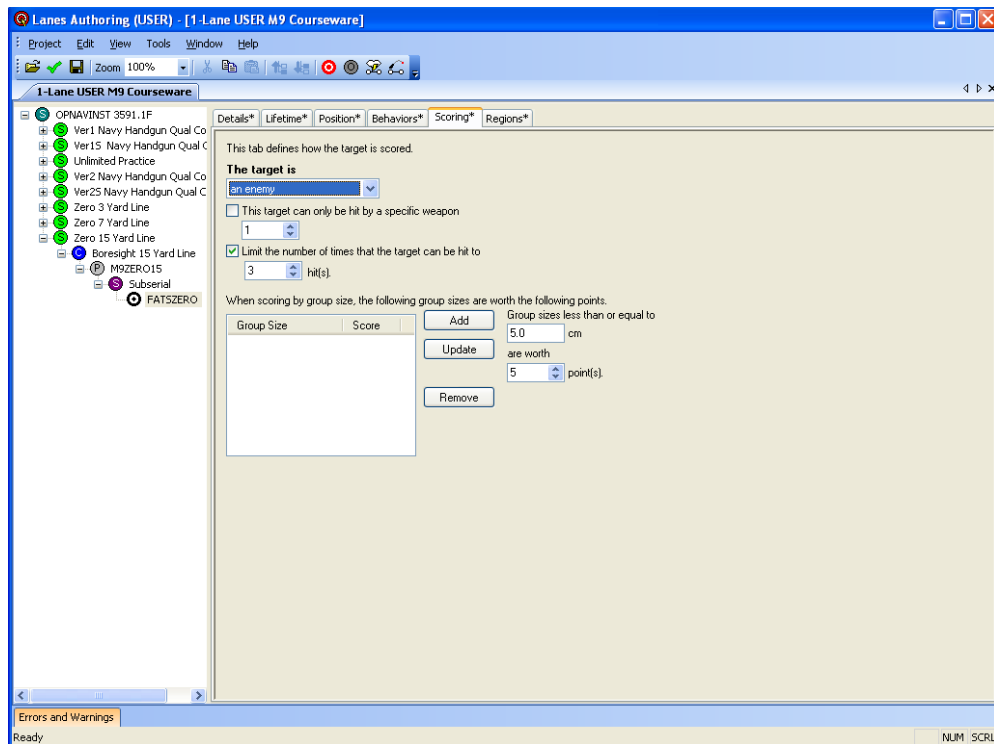 Lanes Authoring (USER) - [1-Lane USER M9 Courseware]
Project Edit View Tools Window Help
Zoom 100%
1-Lane USER M9 Courseware
OPNAVINST 3591.1F
Ver1 Navy Handgun Qual Co
Ver1S Navy Handgun Qual C
Unlimited Practice
Ver2 Navy Handgun Qual Co
Ver2S Navy Handgun Qual C
Zero 3 Yard Line
Zero 7 Yard Line
Zero 15 Yard Line
Boresight 15 Yard Line
M9ZERO15
Subserial
FATSZERO
Details* Lifetime* Position* Behaviors* Scoring* Regions*
This tab defines how the target is scored.
The target is
an enemy
This target can only be hit by a specific weapon
1
Limit the number of times that the target can be hit to
3 hit(s).
When scoring by group size, the following group sizes are worth the following points.
Group Size Score
Add
Update
Remove
Group sizes less than or equal to
5.0 cm
are worth
5 point(s).
Errors and Warnings
Ready NUM SCRL